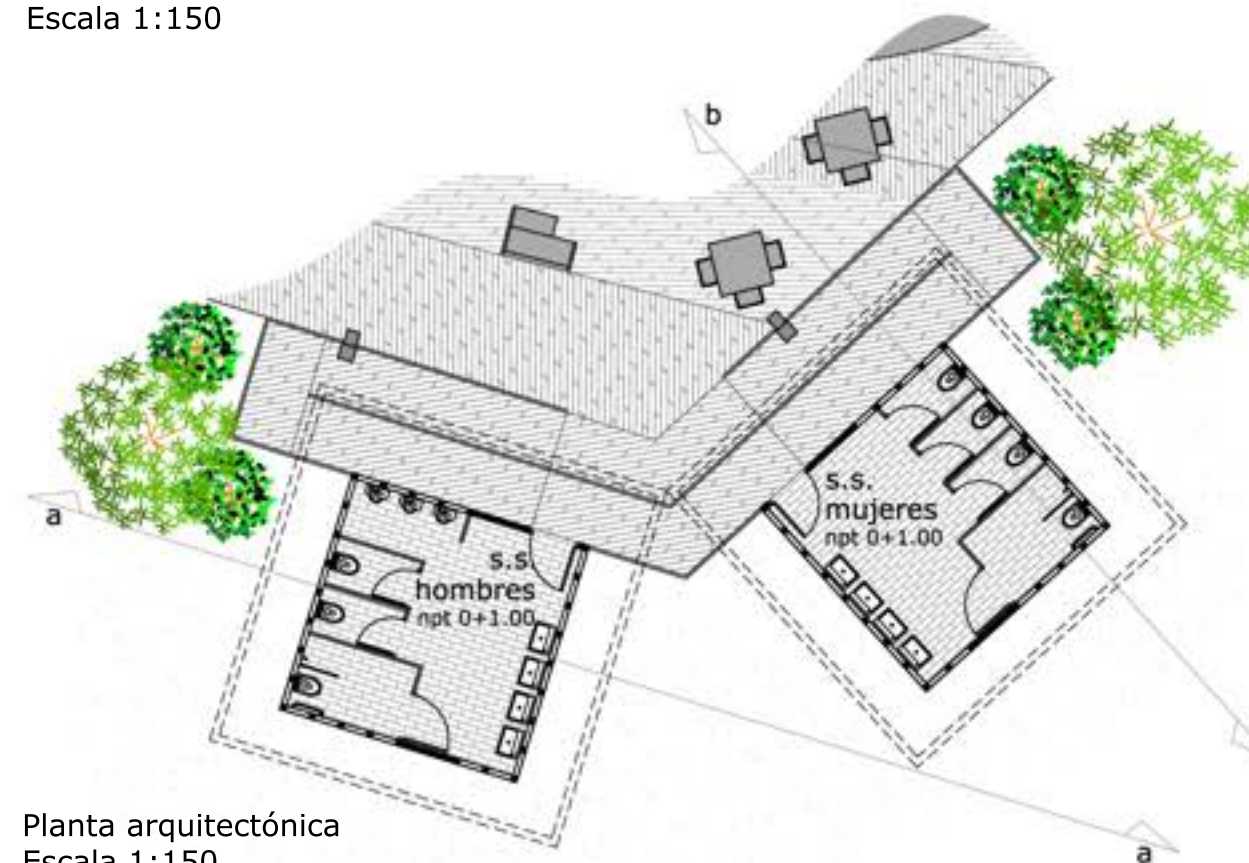 Escala 1:150
b
a
s.s.
mujeres
npt 0+1.00
s.s.
hombres
npt 0+1.00
Planta arquitectónica
Escala 1:150
a